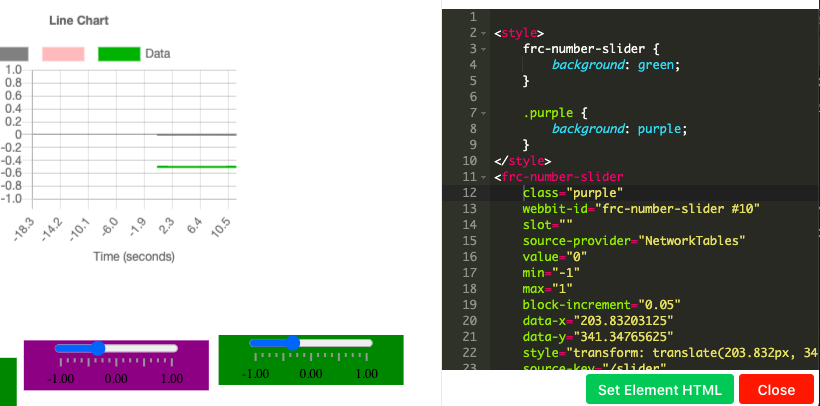 Line Chart
Data
1.0
0.8
0.6
0.4
0.2
0
-0.2
-0.4
-0.6
-0.8
-1.0
-18.3
-14.2
-10.1
-6.0
-1.9
2.3
6.4
10.5
Time (seconds)
-1.00 0.00 1.00
-1.00 0.00 1.00
1
2 <style>
3 frc-number-slider {
4 background: green;
5 }
6
7 .purple {
8 background: purple;
9 }
10 </style>
11 <frc-number-slider
12 class="purple"
13 webbit-id="frc-number-slider #10"
14 slot=""
15 source-provider="NetworkTables"
16 value="0"
17 min="-1"
18 max="1"
19 block-increment="0.05"
20 data-x="203.83203125"
21 data-y="341.34765625"
22 style="transform: translate(203.832px, 34
23 source-key="/slider"
Set Element HTML
Close